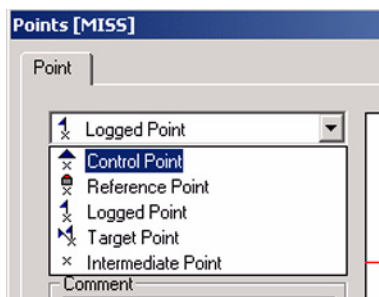 Points [MISS]
Point
Logged Point
Control Point
Reference Point
Logged Point
Target Point
Intermediate Point
Comment